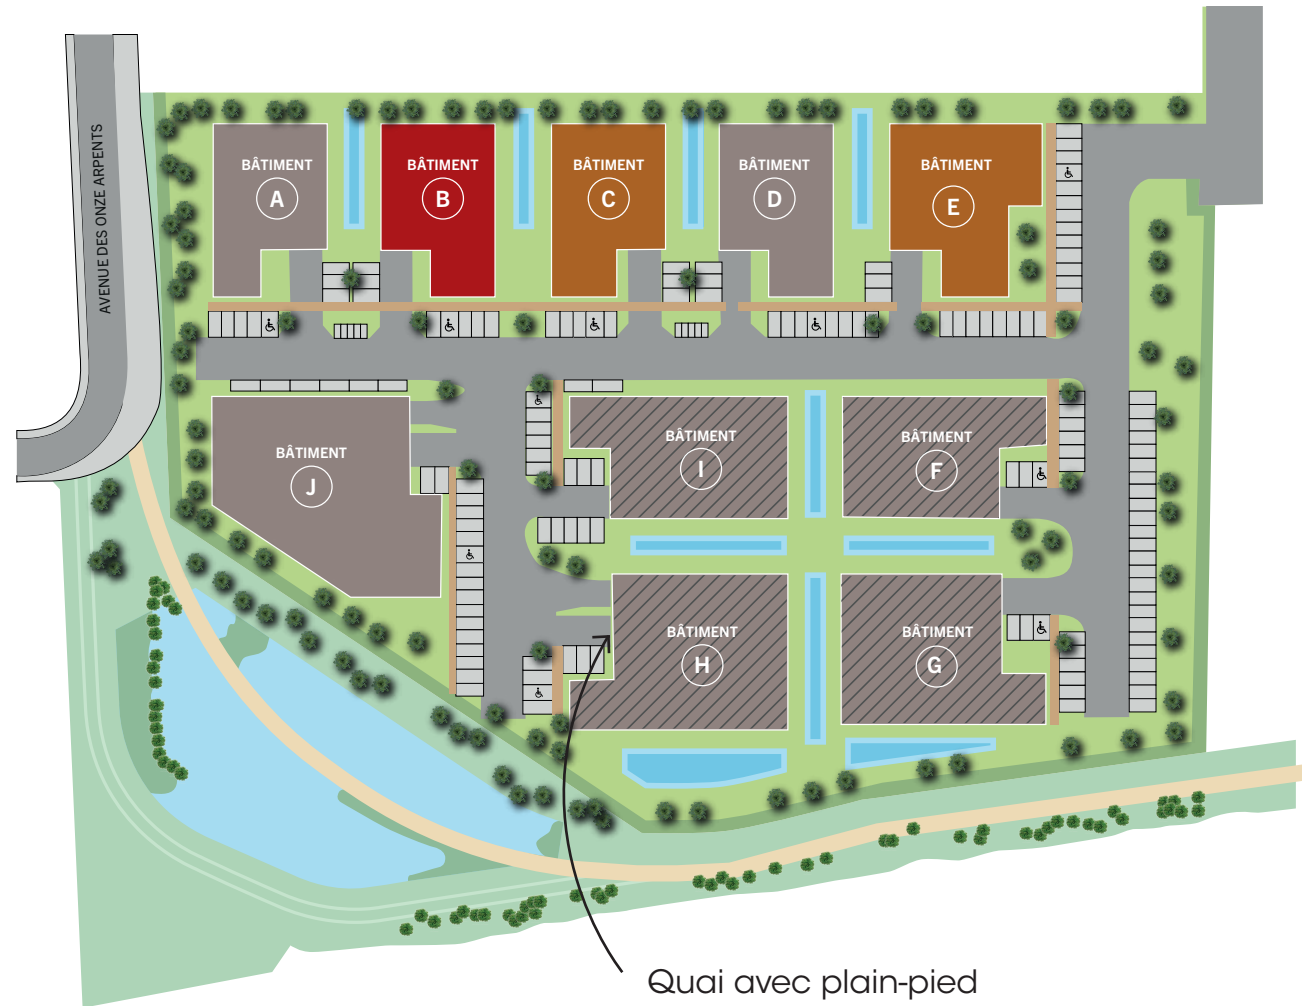 AVENUE DES ONZE ARPENTS
BÂTIMENT
A
BÂTIMENT
B
BÂTIMENT
C
BÂTIMENT
D
BÂTIMENT
E
BÂTIMENT
J
BÂTIMENT
I
BÂTIMENT
F
BÂTIMENT
H
BÂTIMENT
G
Quai avec plain-pied